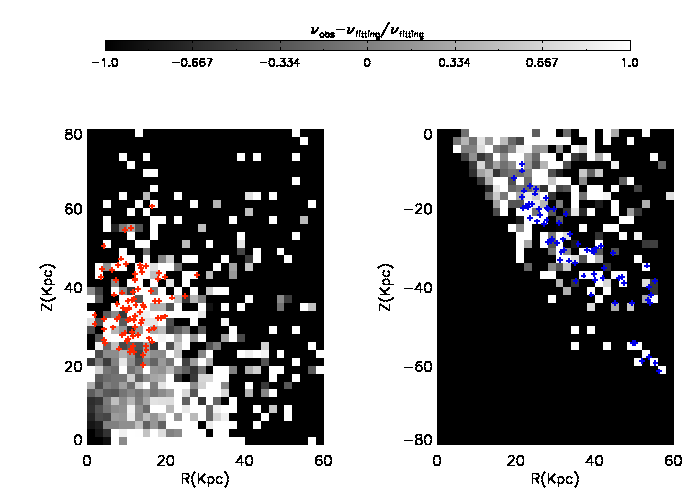 ν_obs−ν_fitting/ν_fitting
−1.0 −0.667 −0.334 0 0.334 0.667 1.0
80
60
40
20
0
Z(Kpc)
0 20 40 60
R(Kpc)
0
−20
−40
−60
−80
Z(Kpc)
0 20 40 60
R(Kpc)